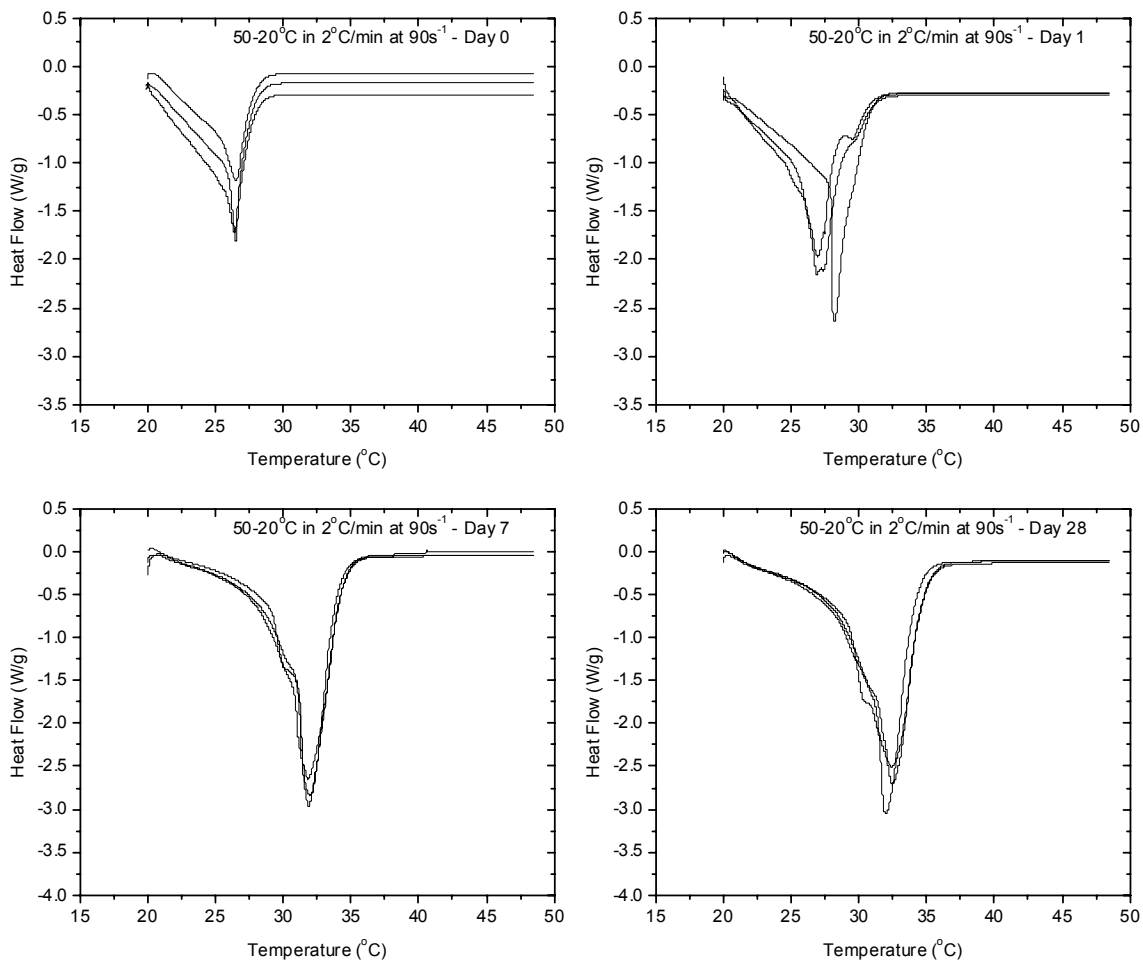 50-20°C in 2°C/min at 90s⁻¹ - Day 0
0.5
0.0
-0.5
-1.0
-1.5
-2.0
-2.5
-3.0
-3.5
Heat Flow (W/g)
15 20 25 30 35 40 45 50
Temperature (°C)
50-20°C in 2°C/min at 90s⁻¹ - Day 1
0.5
0.0
-0.5
-1.0
-1.5
-2.0
-2.5
-3.0
-3.5
Heat Flow (W/g)
15 20 25 30 35 40 45 50
Temperature (°C)
50-20°C in 2°C/min at 90s⁻¹ - Day 7
0.5
0.0
-0.5
-1.0
-1.5
-2.0
-2.5
-3.0
-3.5
-4.0
Heat Flow (W/g)
15 20 25 30 35 40 45 50
Temperature (°C)
50-20°C in 2°C/min at 90s⁻¹ - Day 28
0.5
0.0
-0.5
-1.0
-1.5
-2.0
-2.5
-3.0
-3.5
-4.0
Heat Flow (W/g)
15 20 25 30 35 40 45 50
Temperature (°C)